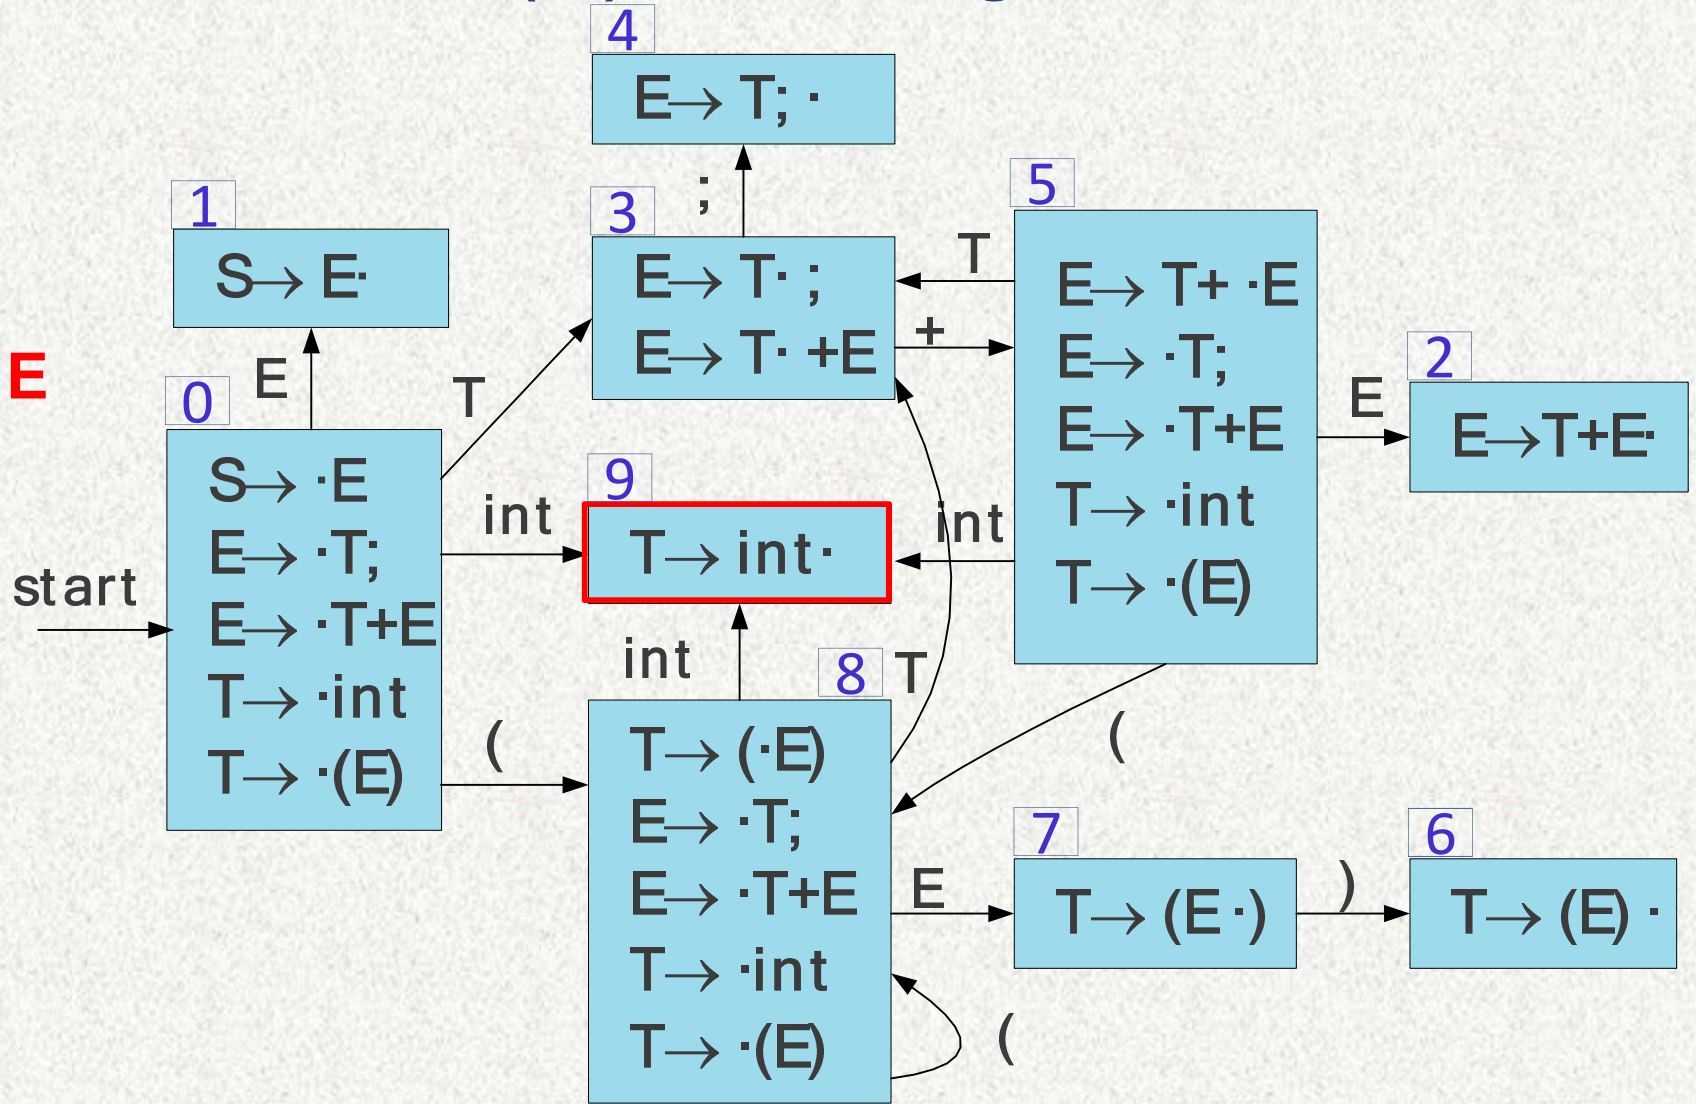 4
E→ T; ·
;
1
S→ E·
3
E→ T· ;
E→ T· +E
5
E→ T+ ·E
E→ ·T;
E→ ·T+E
T→ ·int
T→ ·(E)
T
+
E
2
E→T+E·
E
E
T
0
S→ ·E
E→ ·T;
E→ ·T+E
T→ ·int
T→ ·(E)
start
int
9
T→ int·
int
int
(
8
T
T→ (·E)
E→ ·T;
E→ ·T+E
T→ ·int
T→ ·(E)
(
E
7
T→ (E ·)
)
6
T→ (E) ·
(